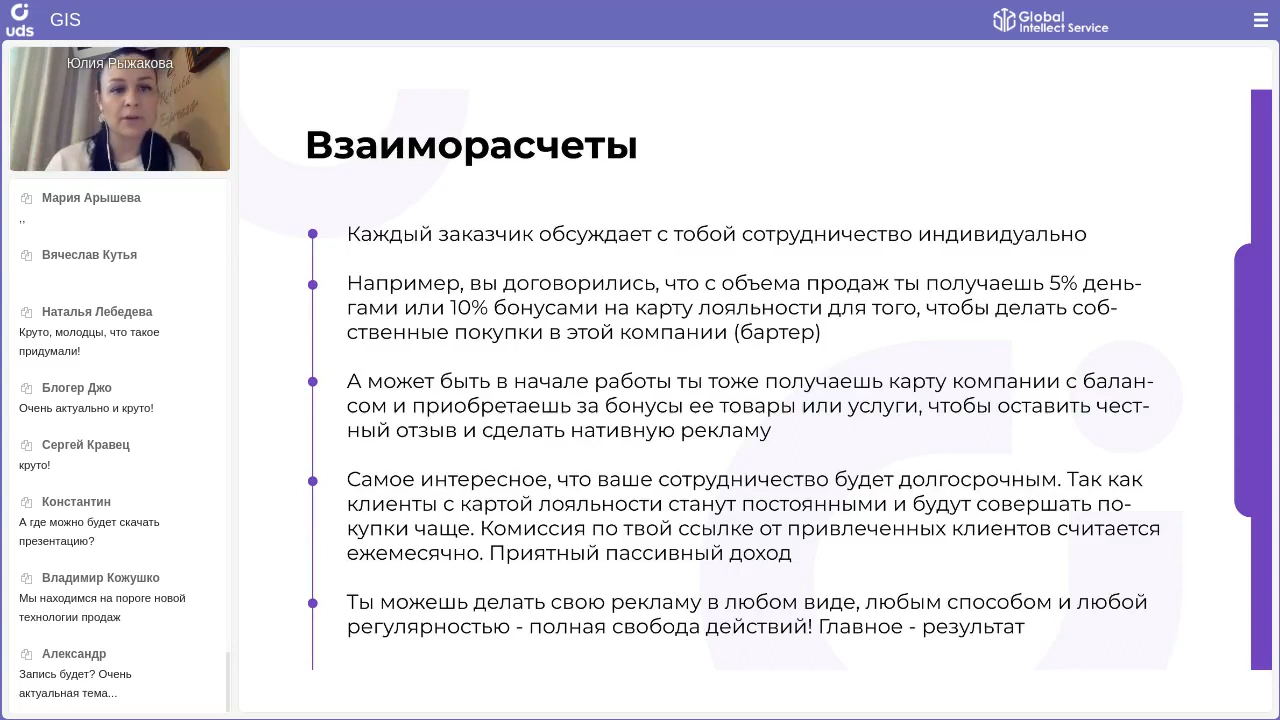 uds
GIS
Global
Intellect Service
Юлия Рыжакова
Мария Арышева
,,
Вячеслав Кутья
Наталья Лебедева
Круто, молодцы, что такое
придумали!
Блогер Джо
Очень актуально и круто!
Сергей Кравец
круто!
Константин
А где можно будет скачать
презентацию?
Владимир Кожушко
Мы находимся на пороге новой
технологии продаж
Александр
Запись будет? Очень
актуальная тема...
Взаиморасчеты
Каждый заказчик обсуждает с тобой сотрудничество индивидуально
Например, вы договорились, что с объема продаж ты получаешь 5% день-
гами или 10% бонусами на карту лояльности для того, чтобы делать соб-
ственные покупки в этой компании (бартер)
А может быть в начале работы ты тоже получаешь карту компании с балан-
сом и приобретаешь за бонусы ее товары или услуги, чтобы оставить чест-
ный отзыв и сделать нативную рекламу
Самое интересное, что ваше сотрудничество будет долгосрочным. Так как
клиенты с картой лояльности станут постоянными и будут совершать по-
купки чаще. Комиссия по твой ссылке от привлеченных клиентов считается
ежемесячно. Приятный пассивный доход
Ты можешь делать свою рекламу в любом виде, любым способом и любой
регулярностью - полная свобода действий! Главное - результат